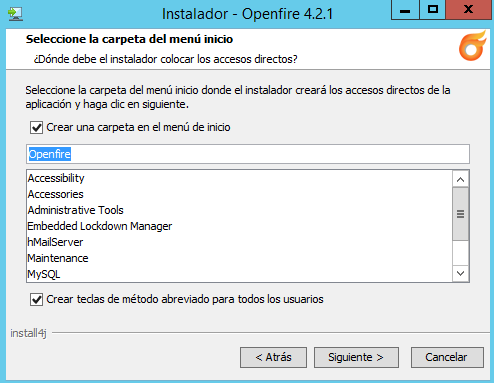 Instalador - Openfire 4.2.1
Seleccione la carpeta del menú inicio
¿Dónde debe el instalador colocar los accesos directos?
Seleccione la carpeta del menú inicio donde el instalador creará los accesos directos de la
aplicación y haga clic en siguiente.
Crear una carpeta en el menú de inicio
Openfire
Accessibility
Accessories
Administrative Tools
Embedded Lockdown Manager
hMailServer
Maintenance
MySQL
Crear teclas de método abreviado para todos los usuarios
install4j
< Atrás
Siguiente >
Cancelar